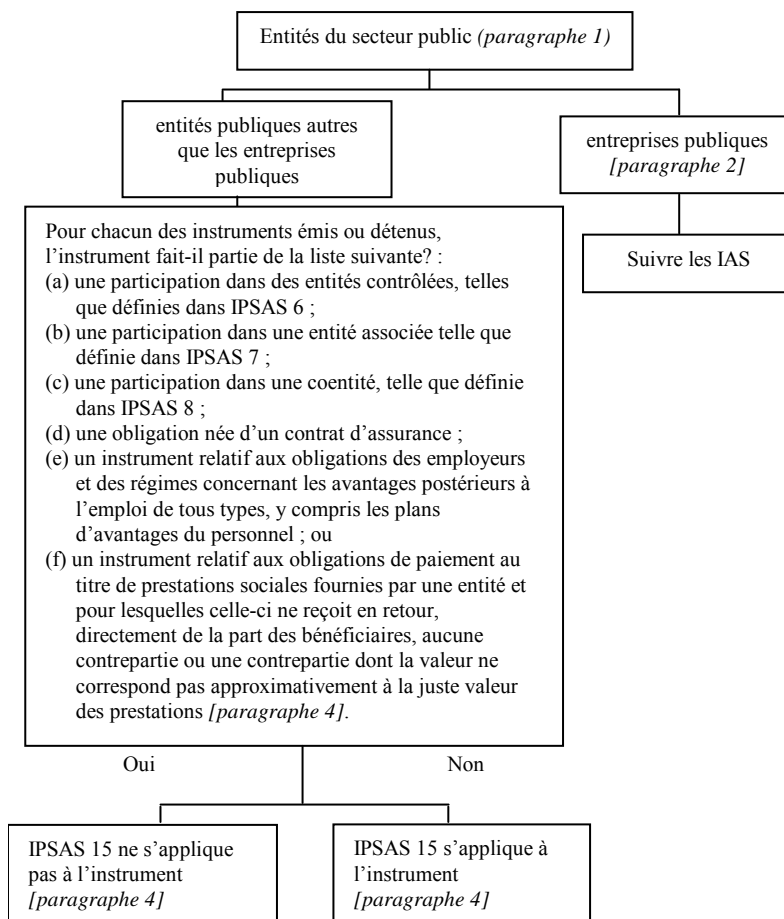 Entités du secteur public (paragraphe 1)
entités publiques autres
que les entreprises
publiques
entreprises publiques
[paragraphe 2]
Suivre les IAS
Pour chacun des instruments émis ou détenus,
l’instrument fait-il partie de la liste suivante? :
(a) une participation dans des entités contrôlées, telles
que définies dans IPSAS 6 ;
(b) une participation dans une entité associée telle que
définie dans IPSAS 7 ;
(c) une participation dans une coentité, telle que définie
dans IPSAS 8 ;
(d) une obligation née d’un contrat d’assurance ;
(e) un instrument relatif aux obligations des employeurs
et des régimes concernant les avantages postérieurs à
l’emploi de tous types, y compris les plans
d’avantages du personnel ; ou
(f) un instrument relatif aux obligations de paiement au
titre de prestations sociales fournies par une entité et
pour lesquelles celle-ci ne reçoit en retour,
directement de la part des bénéficiaires, aucune
contrepartie ou une contrepartie dont la valeur ne
correspond pas approximativement à la juste valeur
des prestations [paragraphe 4].
Oui Non
IPSAS 15 ne s’applique
pas à l’instrument
[paragraphe 4]
IPSAS 15 s’applique à
l’instrument
[paragraphe 4]